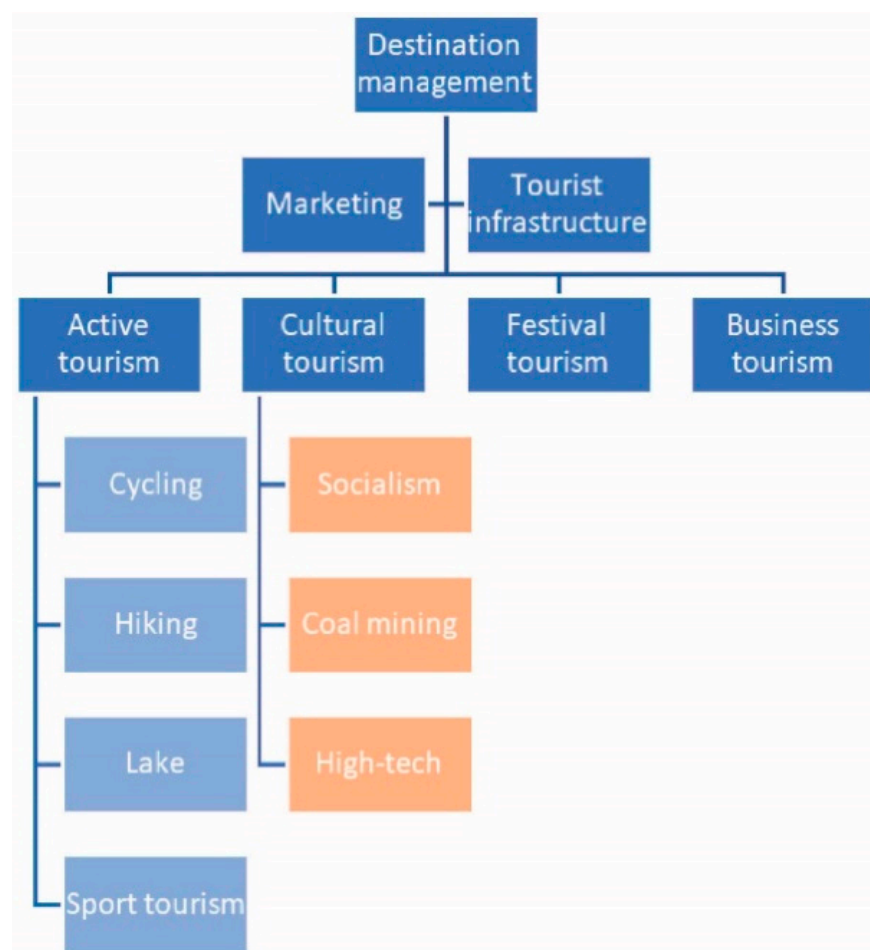 Destination
management
Marketing
Tourist
infrastructure
Active
tourism
Cultural
tourism
Festival
tourism
Business
tourism
Cycling
Socialism
Hiking
Coal mining
Lake
High-tech
Sport tourism